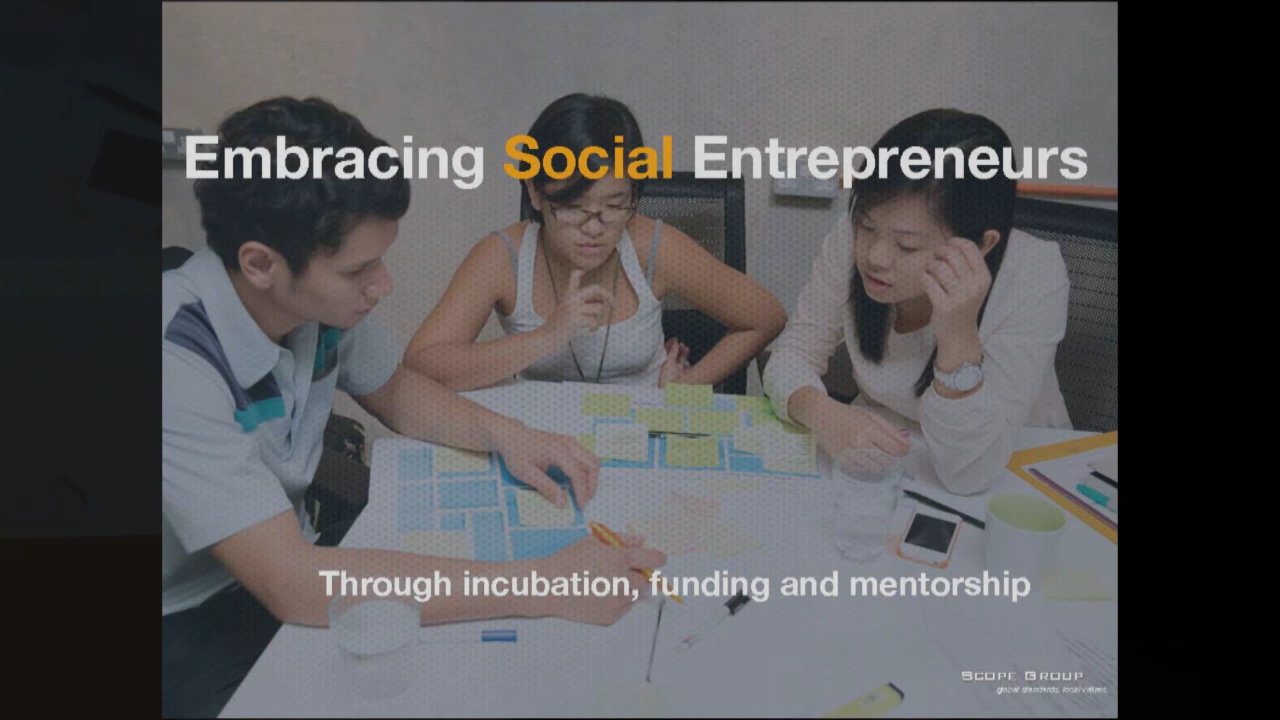 Embracing Social Entrepreneurs
Through incubation, funding and mentorship
SCOPE GROUP
global standards, local values.